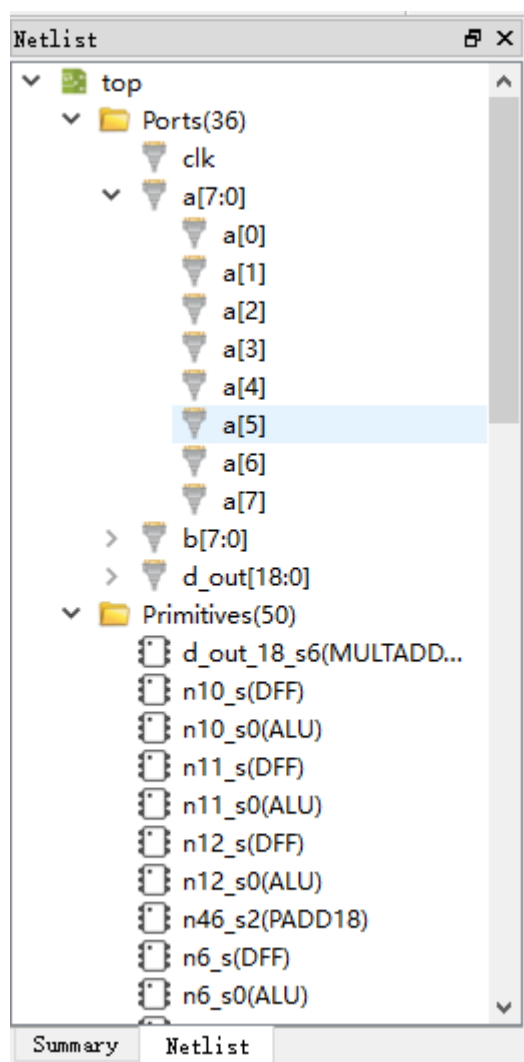 Netlist
top
Ports(36)
clk
a[7:0]
a[0]
a[1]
a[2]
a[3]
a[4]
a[5]
a[6]
a[7]
b[7:0]
d_out[18:0]
Primitives(50)
d_out_18_s6(MULTADD...
n10_s(DFF)
n10_s0(ALU)
n11_s(DFF)
n11_s0(ALU)
n12_s(DFF)
n12_s0(ALU)
n46_s2(PADD18)
n6_s(DFF)
n6_s0(ALU)
Summary Netlist